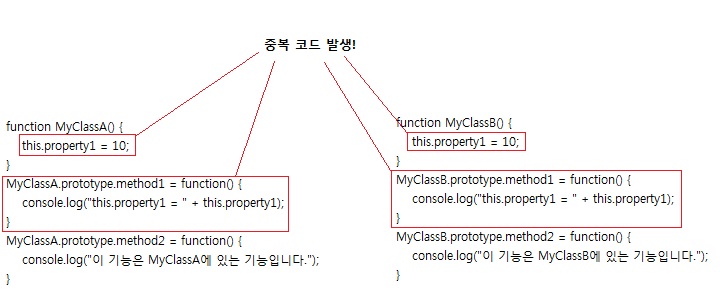 중복 코드 발생!
function MyClassA() {
this.property1 = 10;
}
MyClassA.prototype.method1 = function() {
console.log("this.property1 = " + this.property1);
}
MyClassA.prototype.method2 = function() {
console.log("이 기능은 MyClassA에 있는 기능입니다.");
}
function MyClassB() {
this.property1 = 10;
}
MyClassB.prototype.method1 = function() {
console.log("this.property1 = " + this.property1);
}
MyClassB.prototype.method2 = function() {
console.log("이 기능은 MyClassB에 있는 기능입니다.");
}